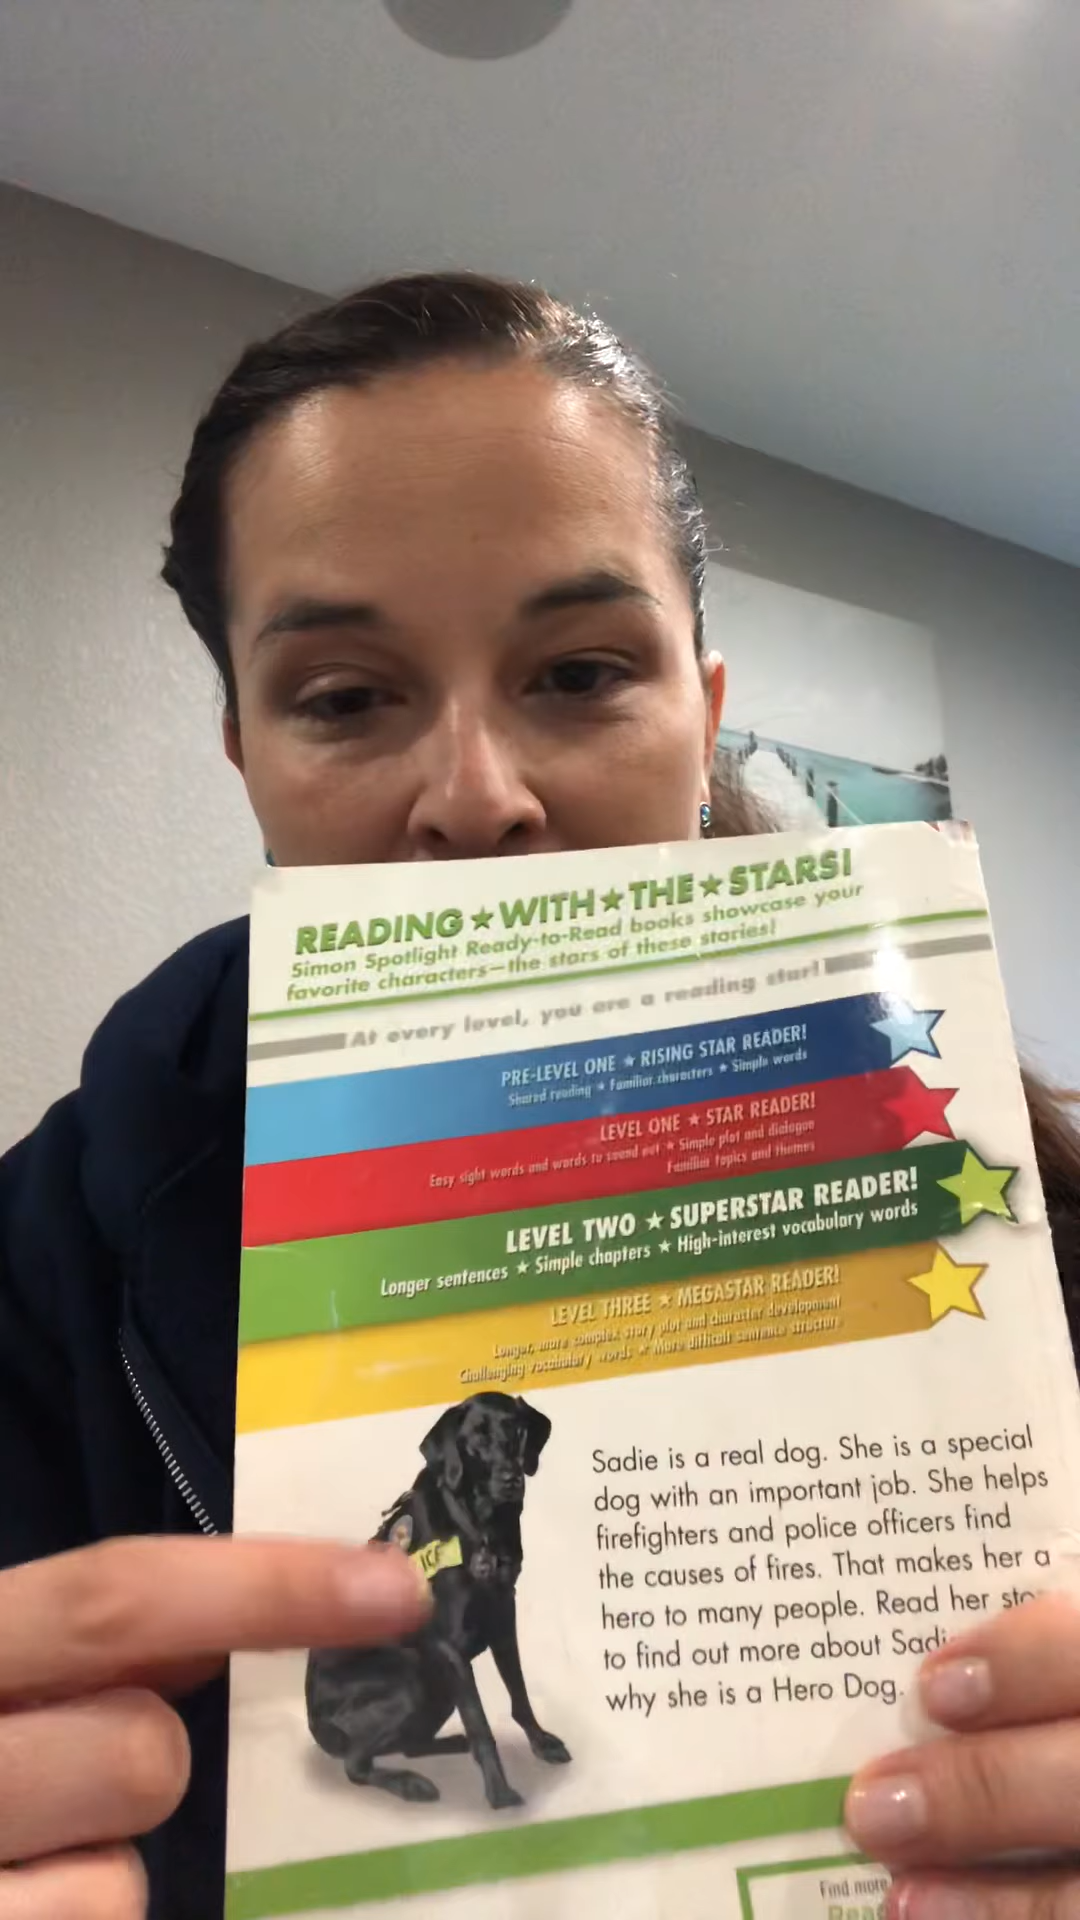 READING★WITH★THE★STARS!
Simon Spotlight Ready-to-Read books showcase your
favorite characters—the stars of these stories!
At every level, you are a reading star!
PRE-LEVEL ONE ★ RISING STAR READER!
Shared reading ★ Familiar characters ★ Simple words
LEVEL ONE ★ STAR READER!
Easy sight words and words to sound out ★ Simple plot and dialogue
Familiar topics and themes
LEVEL TWO ★ SUPERSTAR READER!
Longer sentences ★ Simple chapters ★ High-interest vocabulary words
LEVEL THREE ★ MEGASTAR READER!
Longer, more complex story plot and character development
Challenging vocabulary words ★ More difficult sentence structure
ICE
Sadie is a real dog. She is a special
dog with an important job. She helps
firefighters and police officers find
the causes of fires. That makes her a
hero to many people. Read her
to find out more about
why she is a Hero Dog.
Find more